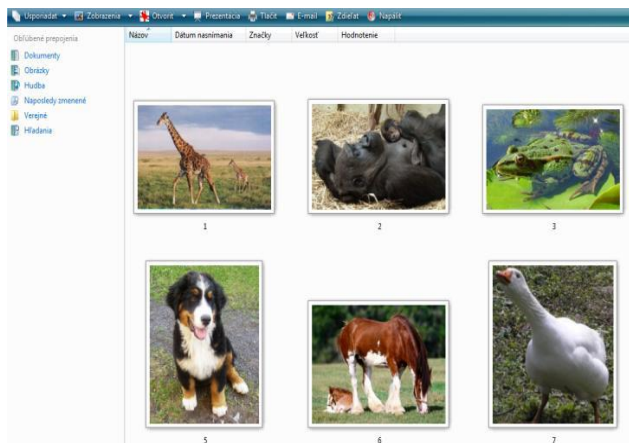 Usporiadať Zobrazenia Otvoriť Prezentácia Tlačiť E-mail Zdieľať Napáliť
Obľúbené prepojenia
Názov Dátum nasnímania Značky Veľkosť Hodnotenie
Dokumenty
Obrázky
Hudba
Naposledy zmenené
Verejné
Hľadania
1 2 3
5 6 7